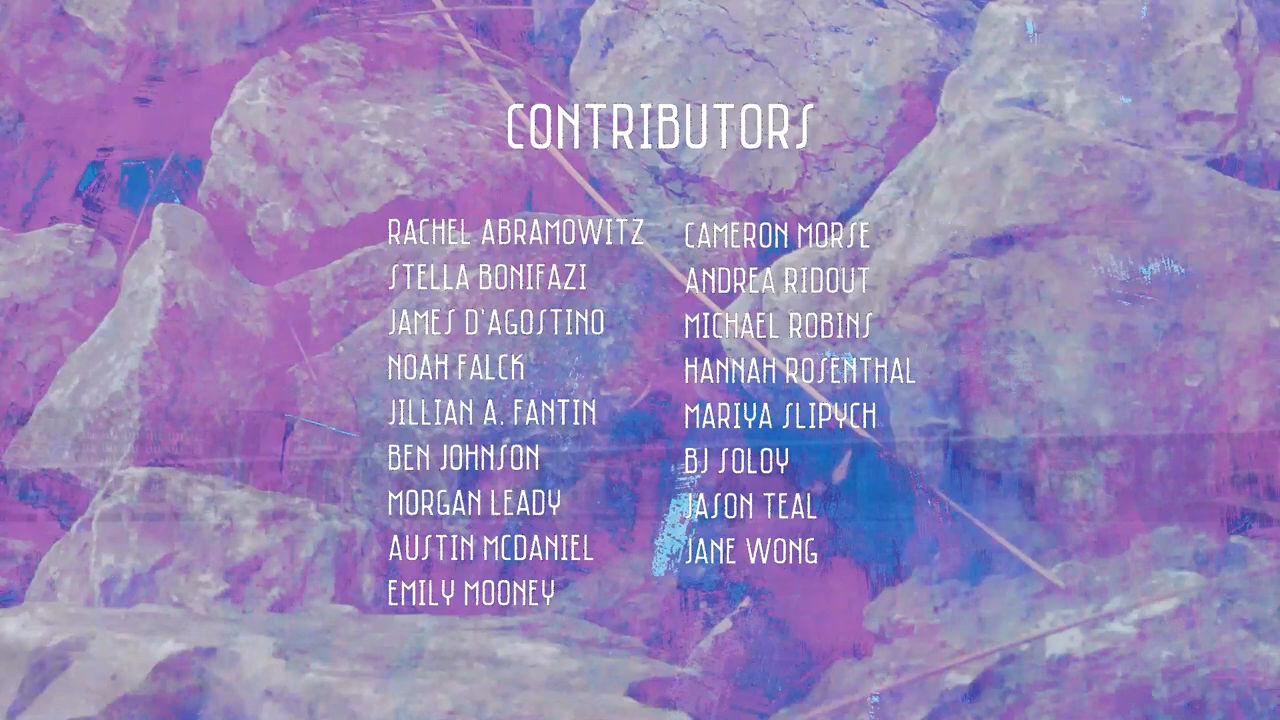 CONTRIBUTORS
RACHEL ABRAMOWITZ
STELLA BONIFAZI
JAMES D'AGOSTINO
NOAH FALCK
JILLIAN A. FANTIN
BEN JOHNSON
MORGAN LEADY
AUSTIN MCDANIEL
EMILY MOONEY
CAMERON MORSE
ANDREA RIDOUT
MICHAEL ROBINS
HANNAH ROSENTHAL
MARIYA SLIPYCH
BJ SOLOY
JASON TEAL
JANE WONG